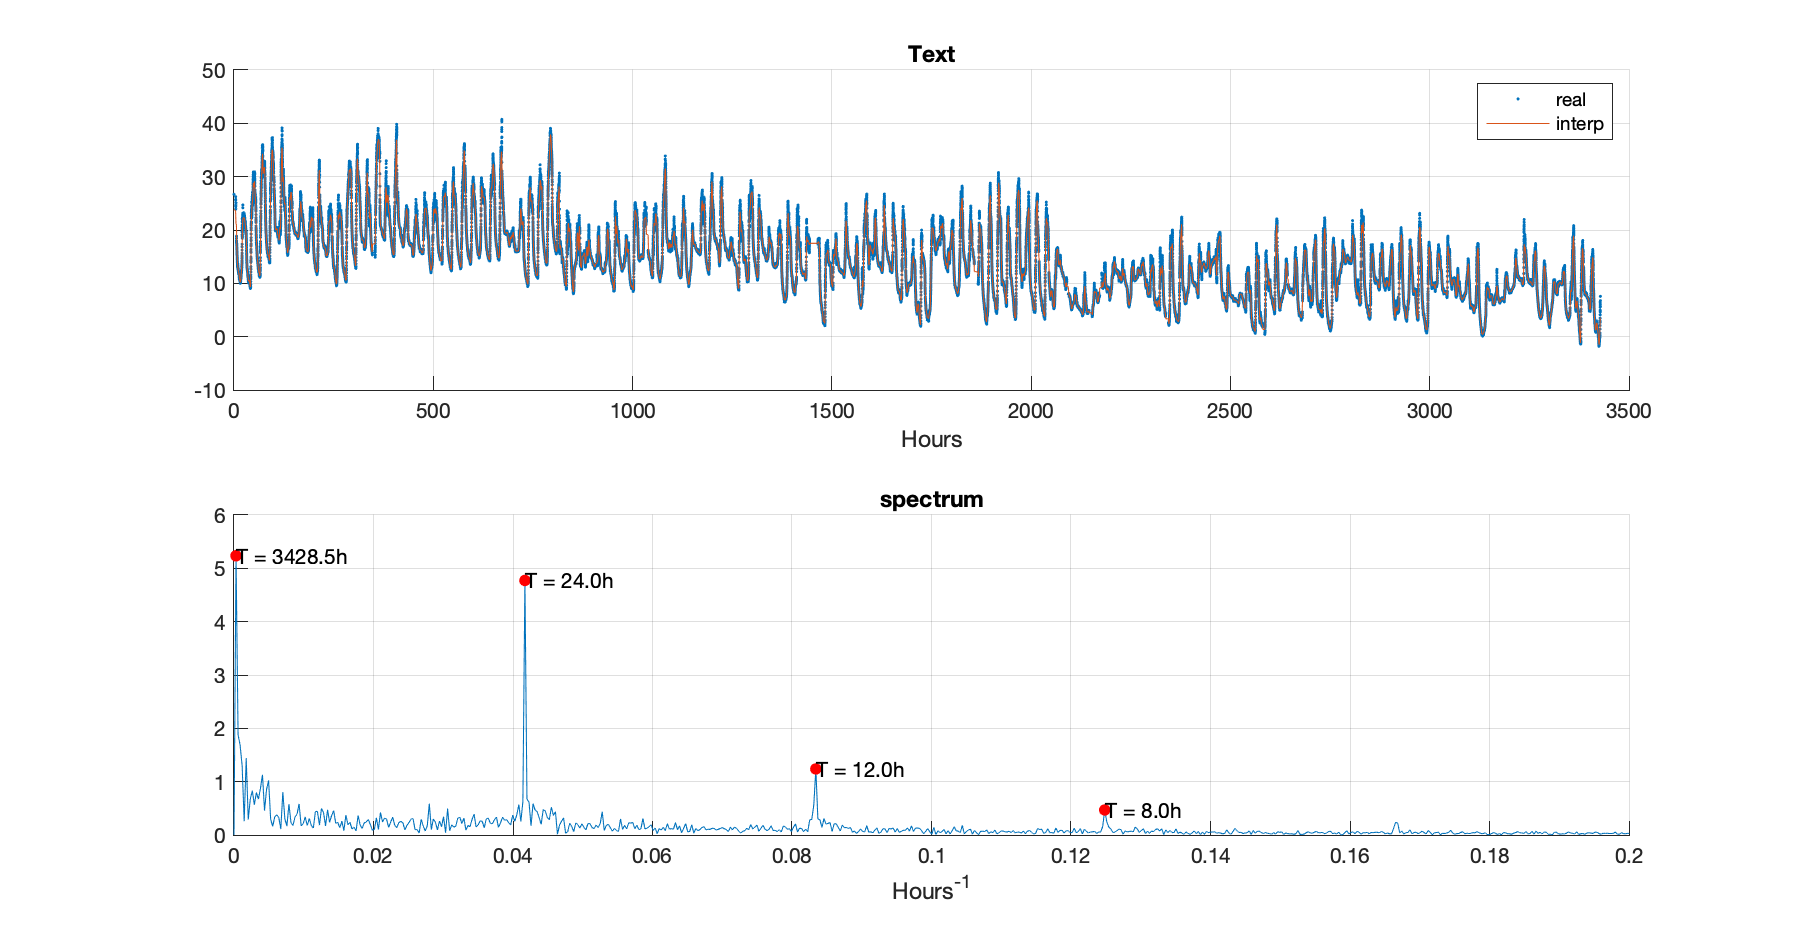 Text
50
40
30
20
10
0
-10
real
interp
0 500 1000 1500 2000 2500 3000 3500
Hours
spectrum
6
5
4
3
2
1
0
T = 3428.5h
T = 24.0h
T = 12.0h
T = 8.0h
0 0.02 0.04 0.06 0.08 0.1 0.12 0.14 0.16 0.18 0.2
Hours⁻¹